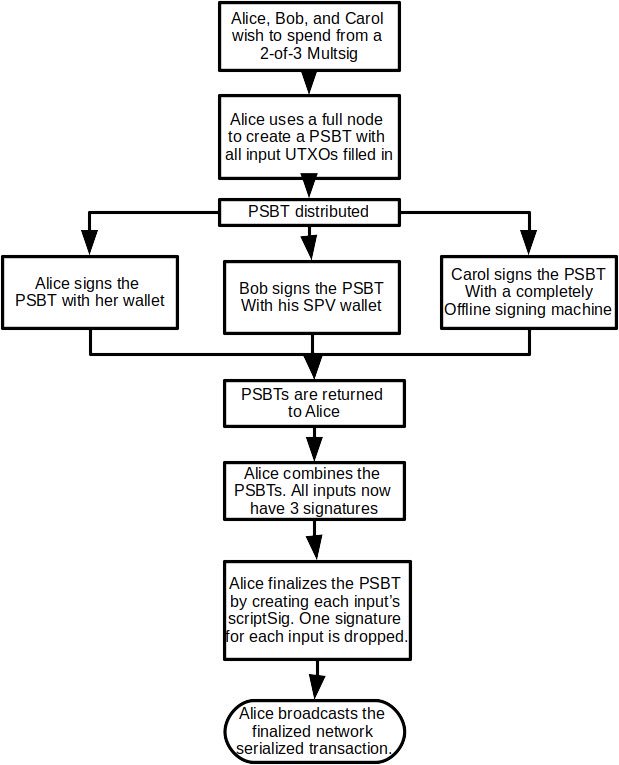 Alice, Bob, and Carol
wish to spend from a
2-of-3 Multsig
Alice uses a full node
to create a PSBT with
all input UTXOs filled in
PSBT distributed
Alice signs the
PSBT with her wallet
Bob signs the PSBT
With his SPV wallet
Carol signs the PSBT
With a completely
Offline signing machine
PSBTs are returned
to Alice
Alice combines the
PSBTs. All inputs now
have 3 signatures
Alice finalizes the PSBT
by creating each input’s
scriptSig. One signature
for each input is dropped.
Alice broadcasts the
finalized network
serialized transaction.